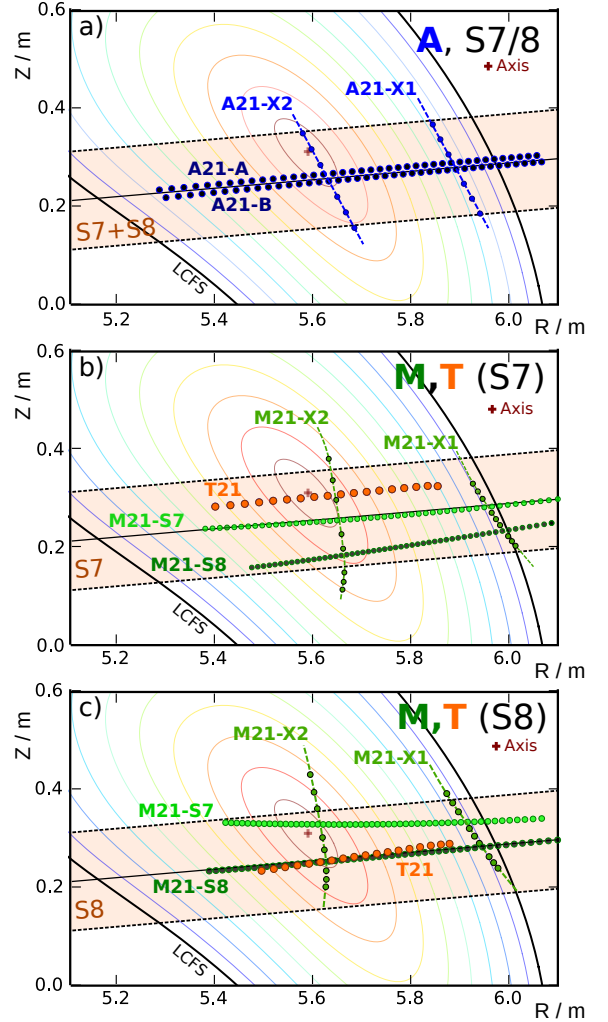 a)
A, S7/8
Axis
A21-X2
A21-X1
A21-A
A21-B
S7+S8
LCFS
Z / m
0.6
0.4
0.2
0.0
5.2
5.4
5.6
5.8
6.0
R / m
b)
M,T (S7)
Axis
M21-X2
M21-X1
T21
M21-S7
M21-S8
S7
LCFS
Z / m
0.6
0.4
0.2
0.0
5.2
5.4
5.6
5.8
6.0
R / m
c)
M,T (S8)
Axis
M21-X2
M21-X1
M21-S7
M21-S8
T21
S8
LCFS
Z / m
0.6
0.4
0.2
0.0
5.2
5.4
5.6
5.8
6.0
R / m